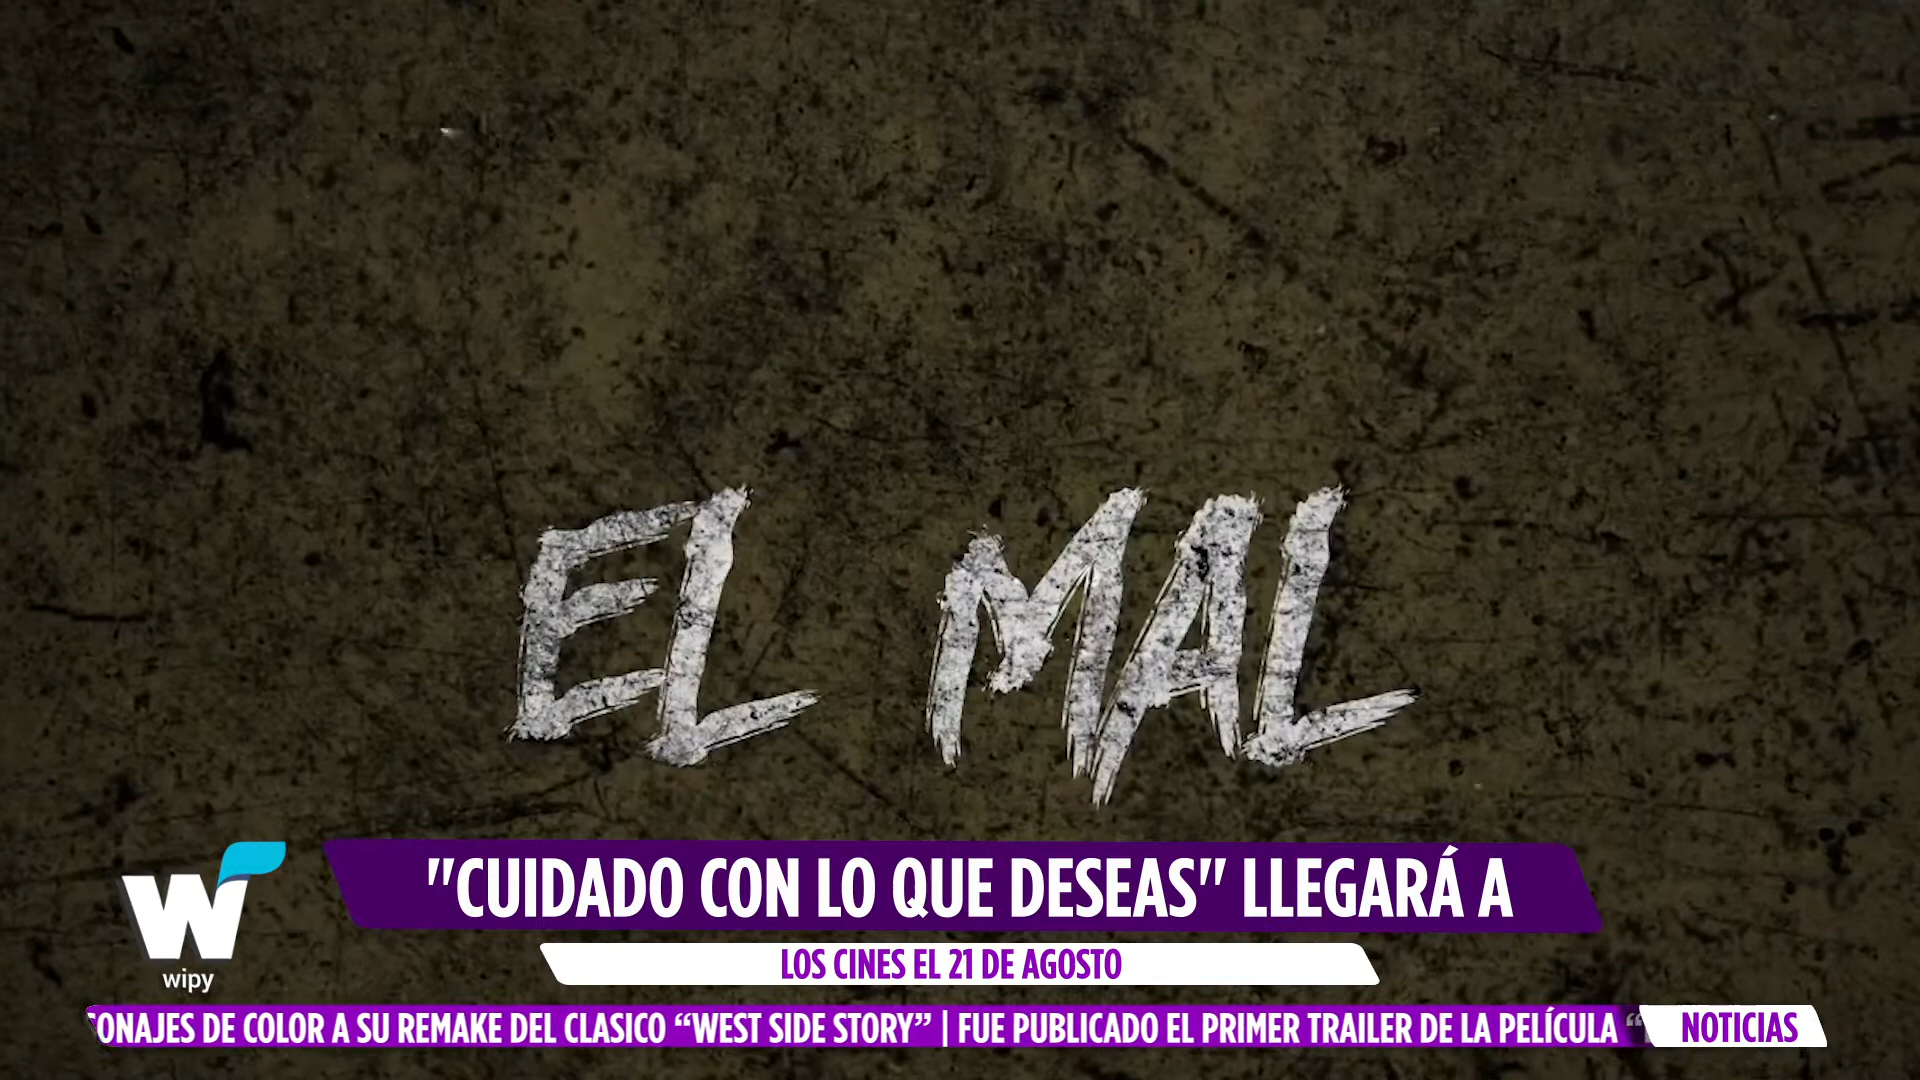 EL MAL
"CUIDADO CON LO QUE DESEAS" LLEGARÁ A
wipy
LOS CINES EL 21 DE AGOSTO
ONAJES DE COLOR A SU REMAKE DEL CLASICO “WEST SIDE STORY” | FUE PUBLICADO EL PRIMER TRAILER DE LA PELÍCULA “
NOTICIAS